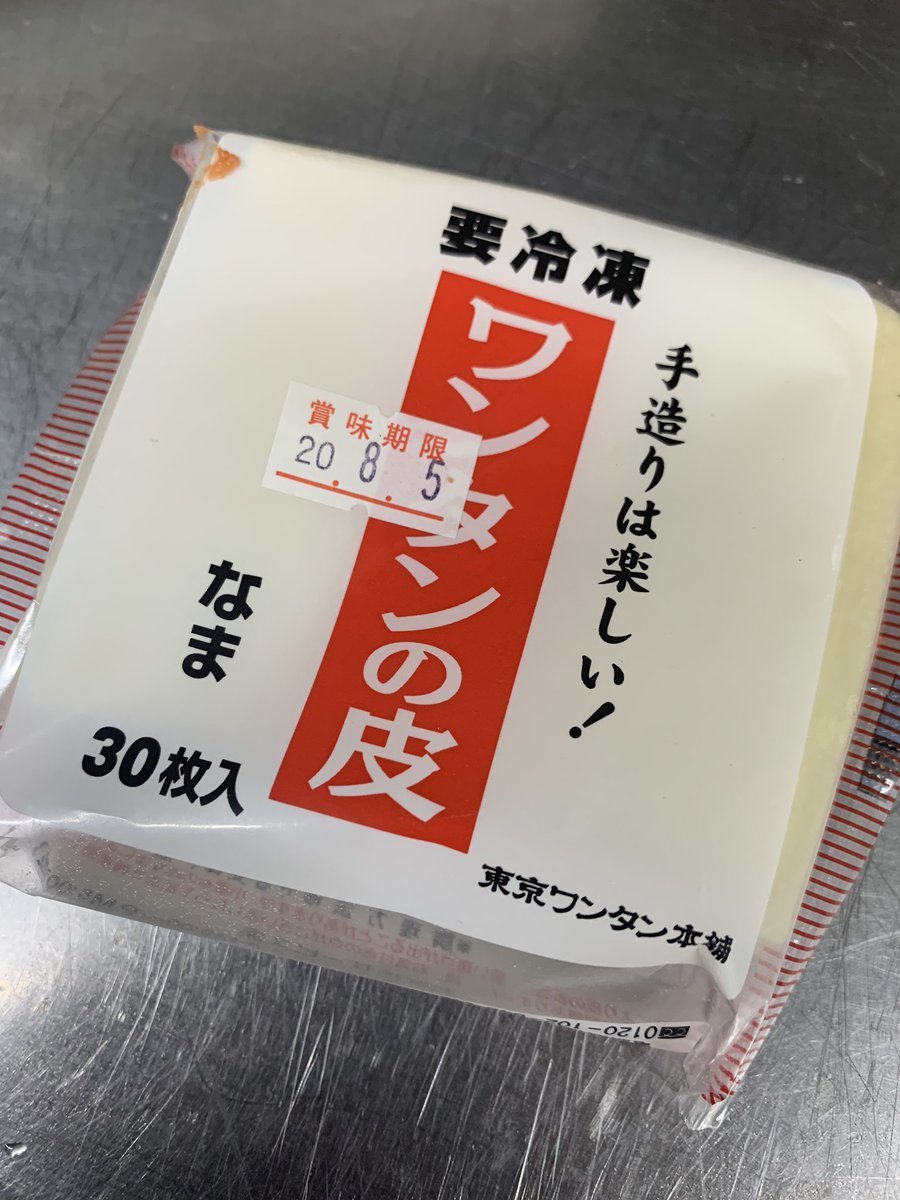 要冷凍
手造りは楽しい!
ワンタンの皮
賞味期限
20.8.5
なま
30枚入
東京ワンタン本舗
0120-